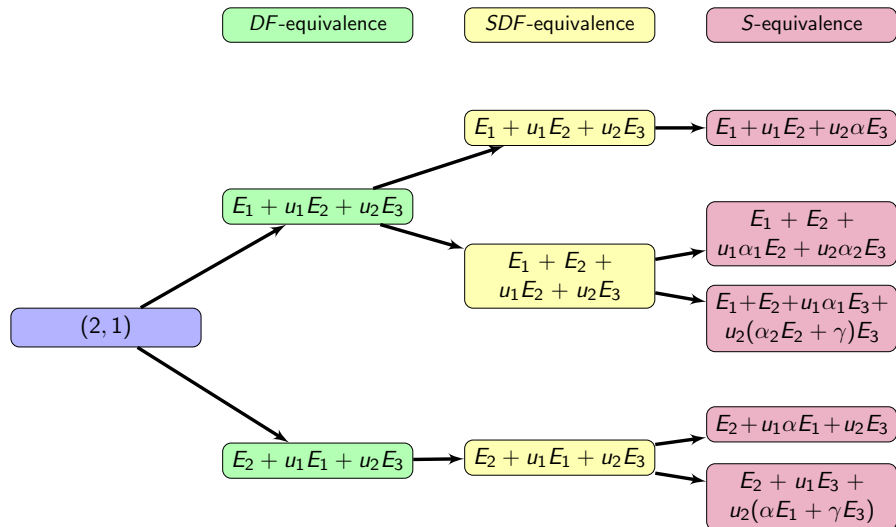 DF-equivalence
SDF-equivalence
S-equivalence
E₁ + u₁E₂ + u₂E₃
E₁ + u₁E₂ + u₂αE₃
E₁ + u₁E₂ + u₂E₃
E₁ + E₂ +
u₁α₁E₂ + u₂α₂E₃
E₁ + E₂ +
u₁E₂ + u₂E₃
E₁ + E₂ + u₁α₁E₃ +
u₂(α₂E₂ + γ)E₃
(2, 1)
E₂ + u₁αE₁ + u₂E₃
E₂ + u₁E₁ + u₂E₃
E₂ + u₁E₁ + u₂E₃
E₂ + u₁E₃ +
u₂(αE₁ + γE₃)